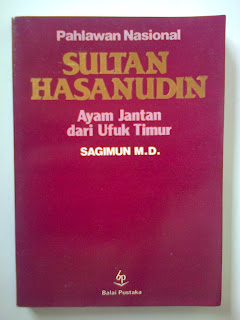 Pahlawan Nasional
SULTAN
HASANUDIN
Ayam Jantan
dari Ufuk Timur
SAGIMUN M.D.
bp
Balai Pustaka